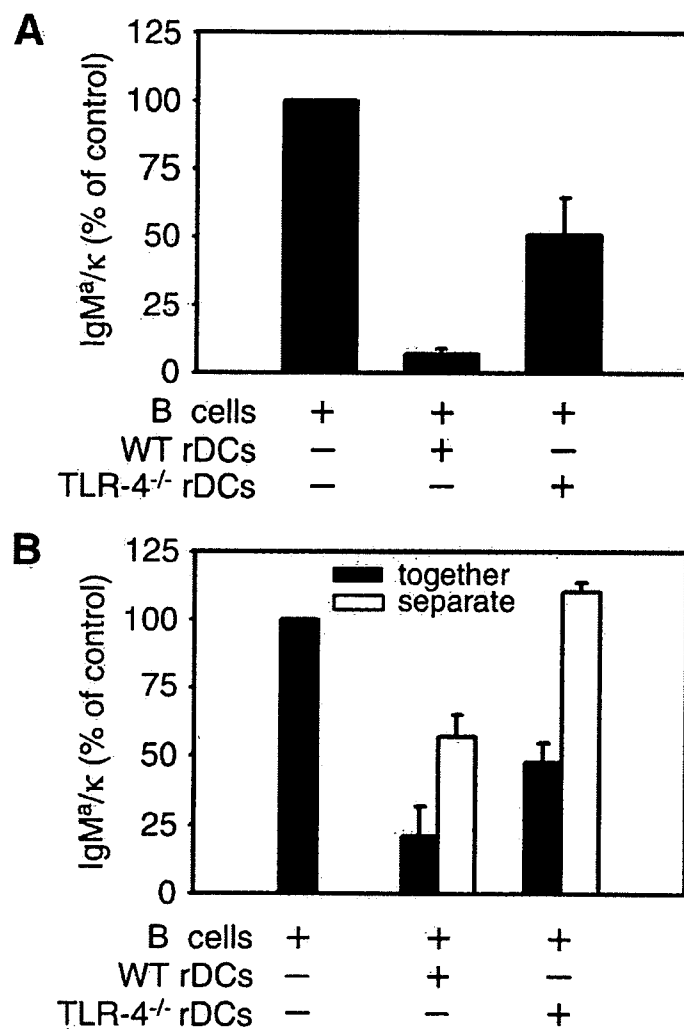 A
IgMᵃ/κ (% of control)
125
100
75
50
25
0
B cells + + +
WT rDCs − + −
TLR-4⁻/⁻ rDCs − − +
B
IgMᵃ/κ (% of control)
125
100
75
50
25
0
together
separate
B cells + + +
WT rDCs − + −
TLR-4⁻/⁻ rDCs − − +